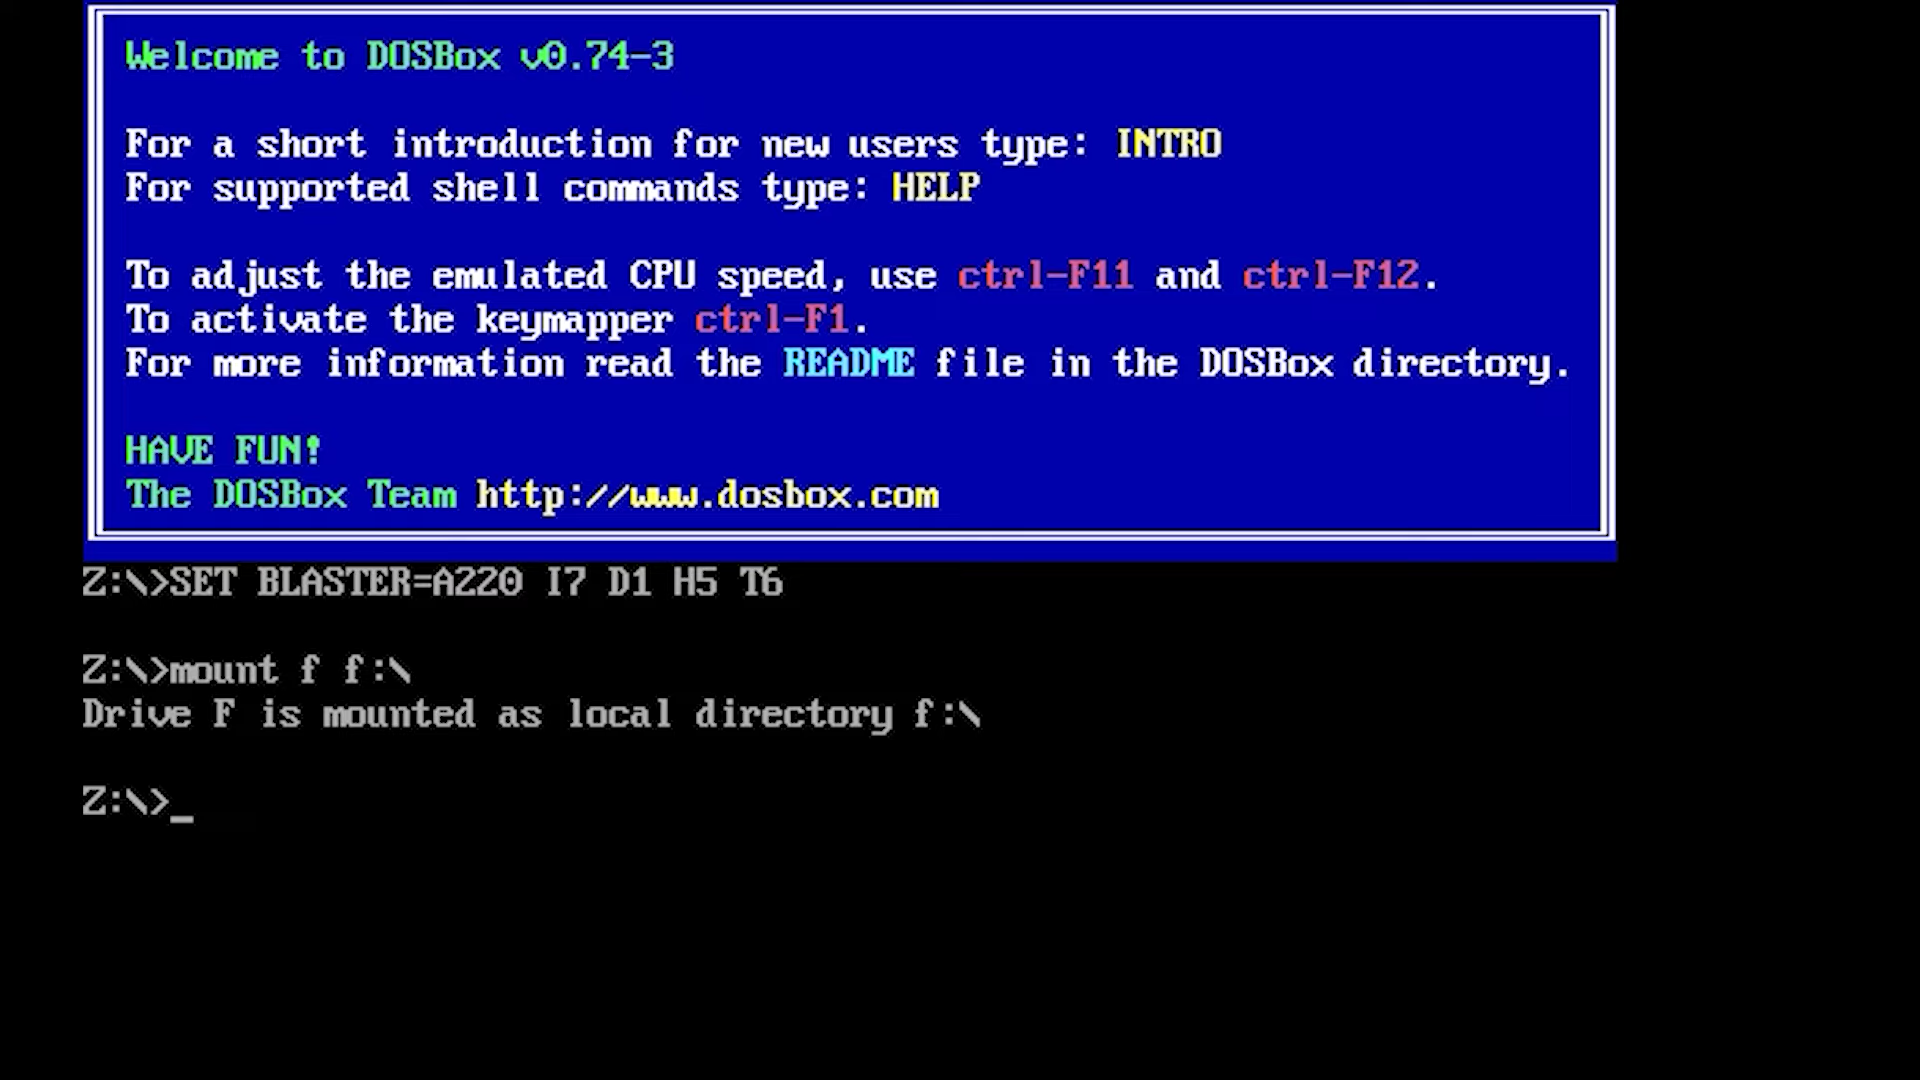 Welcome to DOSBox v0.74-3
For a short introduction for new users type: INTRO
For supported shell commands type: HELP
To adjust the emulated CPU speed, use ctrl-F11 and ctrl-F12.
To activate the keymapper ctrl-F1.
For more information read the README file in the DOSBox directory.
HAVE FUN!
The DOSBox Team http://www.dosbox.com
Z:\>SET BLASTER=A220 I7 D1 H5 T6
Z:\>mount f f:\
Drive F is mounted as local directory f:\
Z:\>_